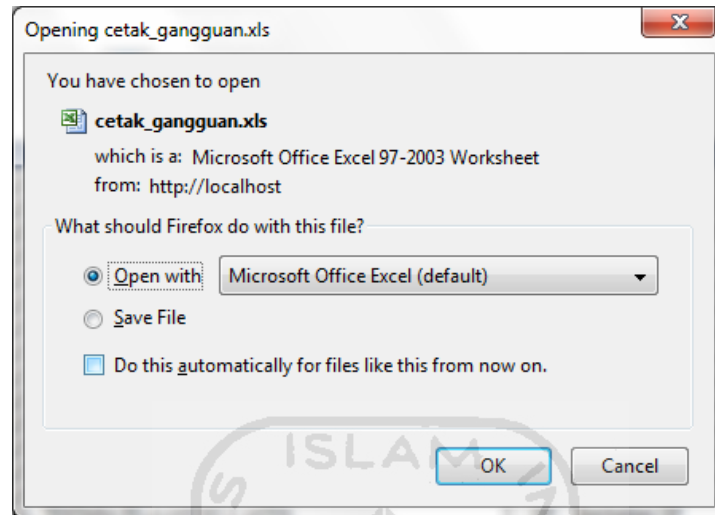 Opening cetak_gangguan.xls
You have chosen to open
cetak_gangguan.xls
which is a: Microsoft Office Excel 97-2003 Worksheet
from: http://localhost
What should Firefox do with this file?
Open with Microsoft Office Excel (default)
Save File
Do this automatically for files like this from now on.
ISLAM
OK Cancel